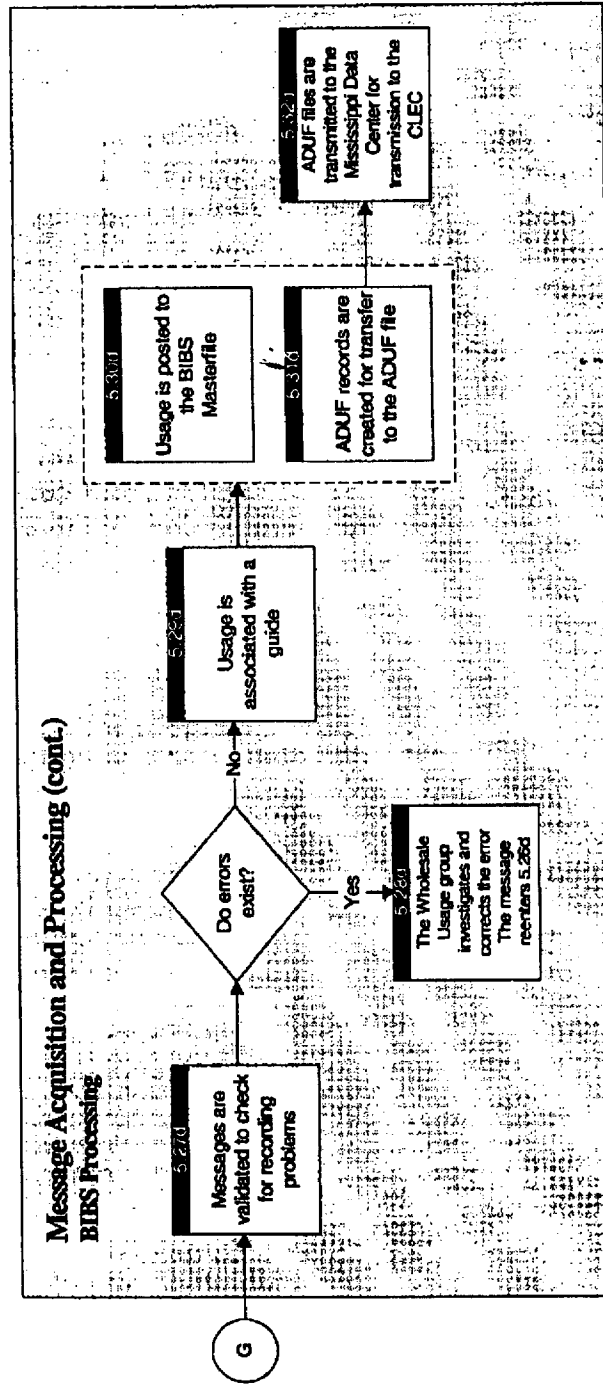 Message Acquisition and Processing (cont.)
BIBS Processing
G
5.27d
Messages are
validated to check
for recording
problems
Do errors
exist?
No
Yes
5.28d
The Wholesale
Usage group
investigates and
corrects the error
The message
reenters 5.26d
5.29d
Usage is
associated with a
guide
5.30d
Usage is posted to
the BIBS
Masterfile
5.31d
ADUF records are
created for transfer
to the ADUF file
5.32d
ADUF files are
transmitted to the
Mississippi Data
Center for
transmission to the
CLEC